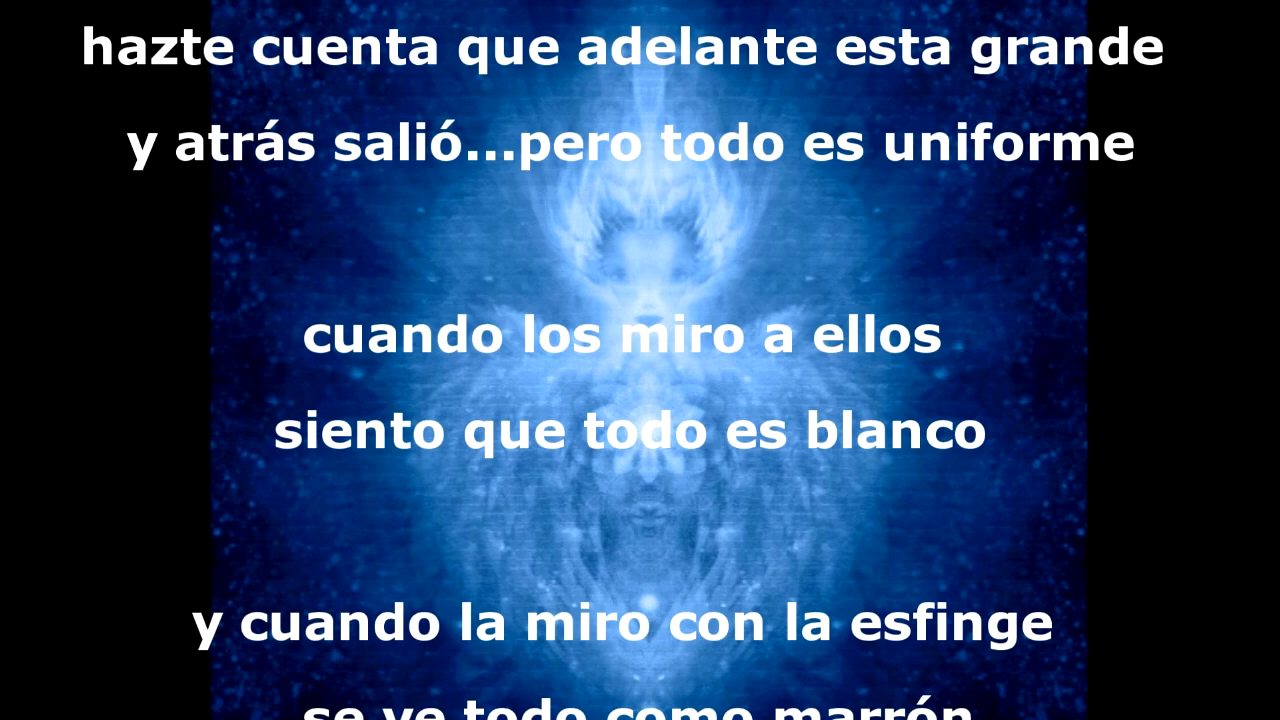 hazte cuenta que adelante esta grande
y atrás salió...pero todo es uniforme
cuando los miro a ellos
siento que todo es blanco
y cuando la miro con la esfinge
se ve todo como marrón